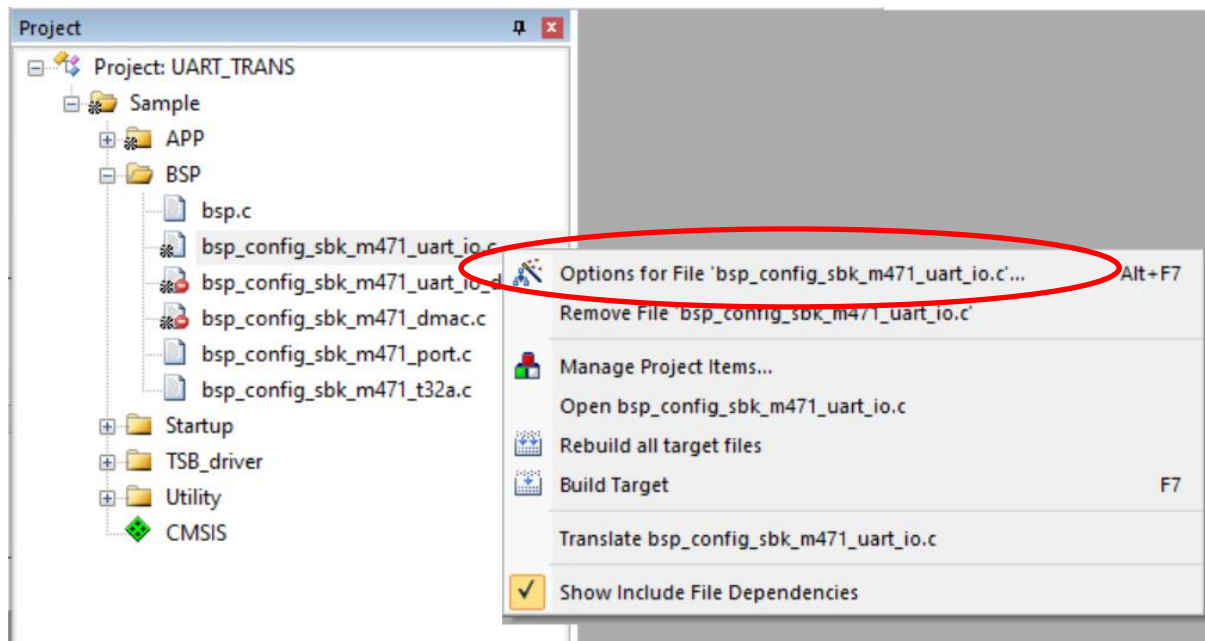 Project
Project: UART_TRANS
Sample
APP
BSP
bsp.c
bsp_config_sbk_m471_uart_io.c
bsp_config_sbk_m471_uart_io_d
bsp_config_sbk_m471_dmac.c
bsp_config_sbk_m471_port.c
bsp_config_sbk_m471_t32a.c
Startup
TSB_driver
Utility
CMSIS
Options for File 'bsp_config_sbk_m471_uart_io.c'... Alt+F7
Remove File 'bsp_config_sbk_m471_uart_io.c'
Manage Project Items...
Open bsp_config_sbk_m471_uart_io.c
Rebuild all target files
Build Target F7
Translate bsp_config_sbk_m471_uart_io.c
Show Include File Dependencies